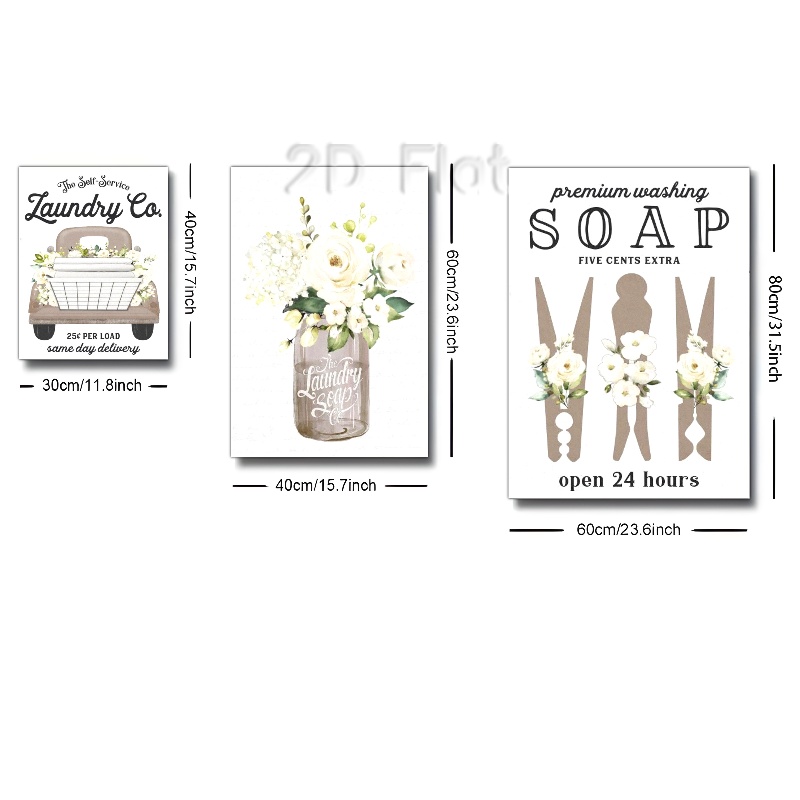 2D Flat
The Self-Service
Laundry Co.
25¢ PER LOAD
same day delivery
40cm/15.7inch
30cm/11.8inch
The
Laundry
Soap
Co
60cm/23.6inch
40cm/15.7inch
premium washing
SOAP
FIVE CENTS EXTRA
open 24 hours
80cm/31.5inch
60cm/23.6inch